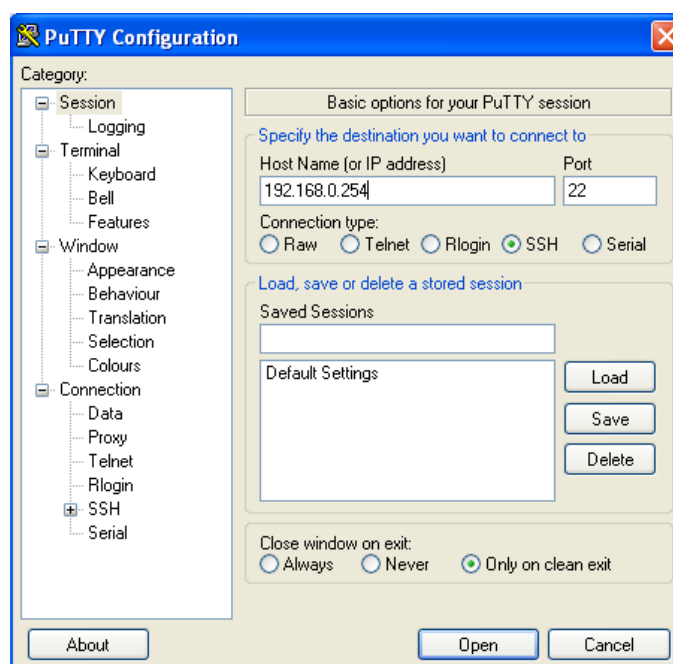 PuTTY Configuration
Category:
Session
Logging
Terminal
Keyboard
Bell
Features
Window
Appearance
Behaviour
Translation
Selection
Colours
Connection
Data
Proxy
Telnet
Rlogin
SSH
Serial
Basic options for your PuTTY session
Specify the destination you want to connect to
Host Name (or IP address) Port
192.168.0.254 22
Connection type:
Raw Telnet Rlogin SSH Serial
Load, save or delete a stored session
Saved Sessions
Default Settings
Load
Save
Delete
Close window on exit:
Always Never Only on clean exit
About Open Cancel